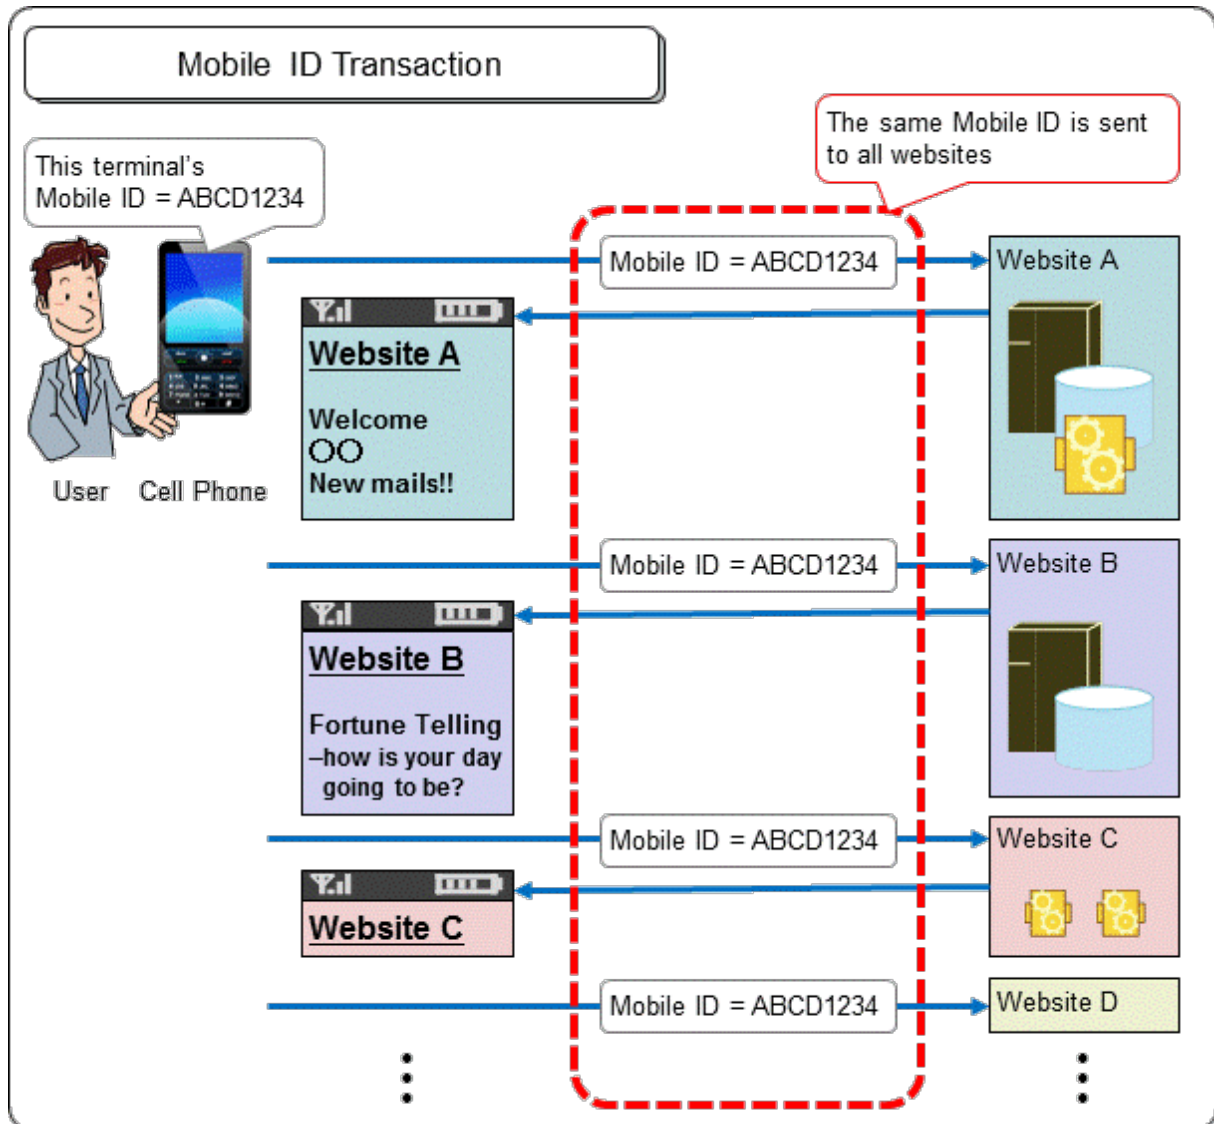 Mobile ID Transaction
The same Mobile ID is sent
to all websites
This terminal's
Mobile ID = ABCD1234
Mobile ID = ABCD1234
Website A
Website A
Welcome
○○
New mails!!
User
Cell Phone
Mobile ID = ABCD1234
Website B
Website B
Fortune Telling
–how is your day
going to be?
Mobile ID = ABCD1234
Website C
Website C
Mobile ID = ABCD1234
Website D